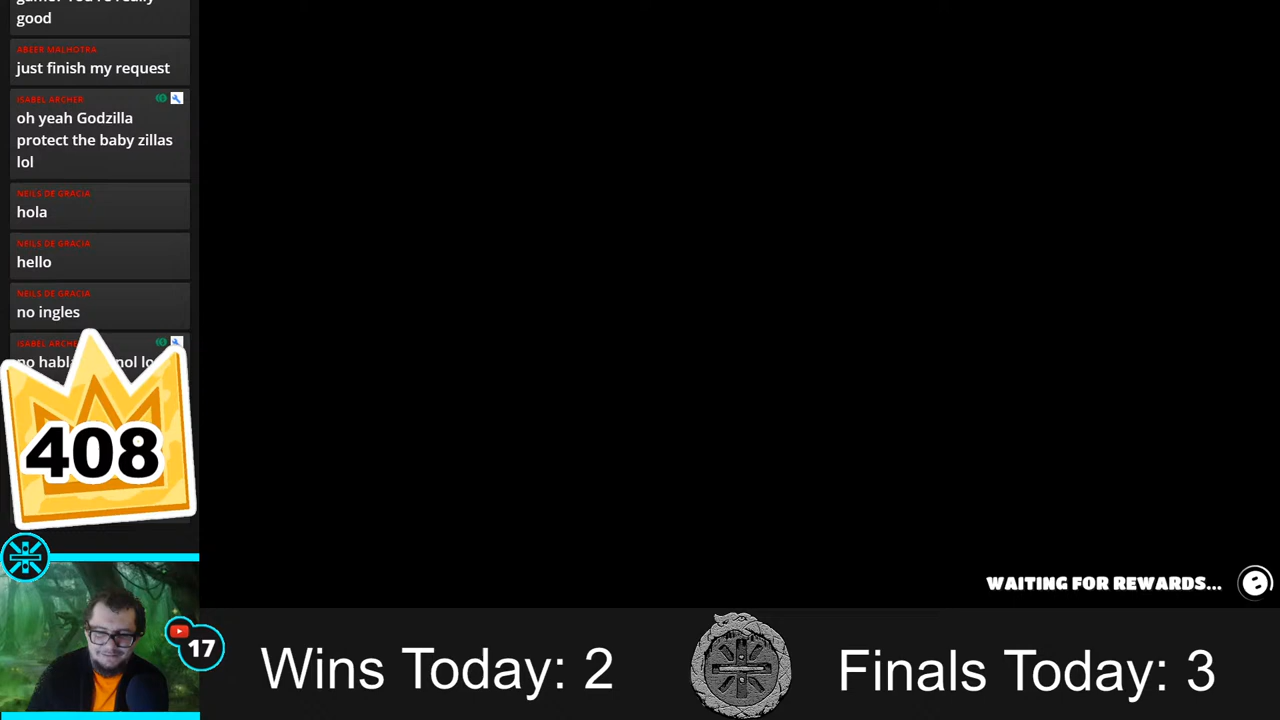 good
ABEER MALHOTRA
just finish my request
ISABEL ARCHER
oh yeah Godzilla
protect the baby zillas
lol
NEILS DE GRACIA
hola
NEILS DE GRACIA
hello
NEILS DE GRACIA
no ingles
ISABEL
no
408
17
WAITING FOR REWARDS...
Wins Today: 2
Finals Today: 3